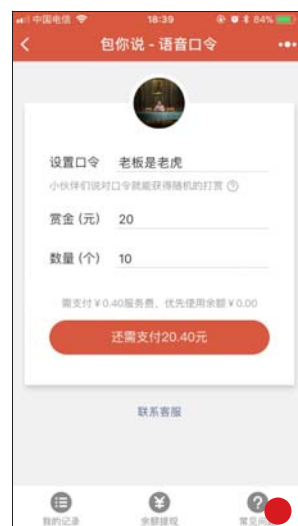 中国电信 18:39 84%
包你说 - 语音口令
设置口令 老板是老虎
小伙伴们说对口令就能获得随机的打赏 ?
赏金 (元) 20
数量 (个) 10
需支付¥0.40服务费，优先使用余额¥0.00
还需支付20.40元
联系客服
我的记录 余额提现 常见问